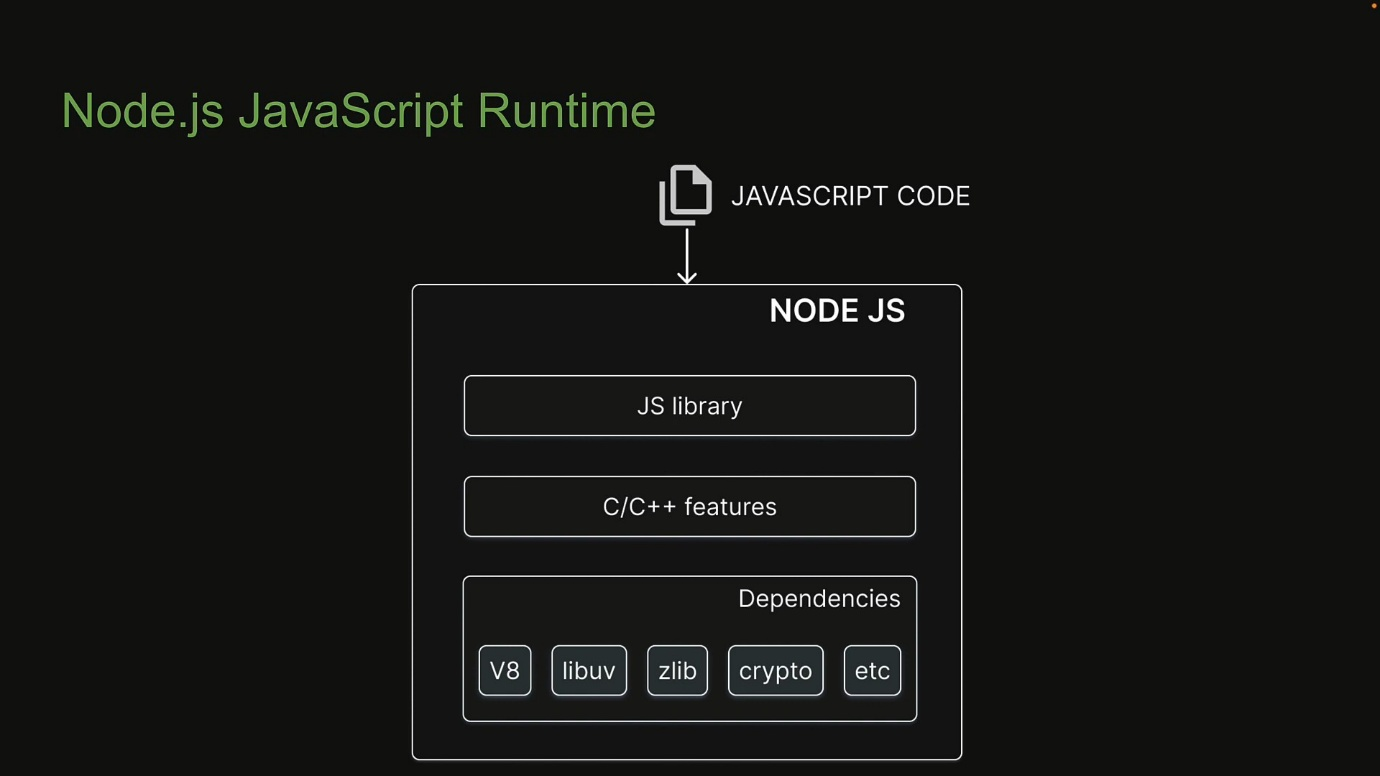 Node.js JavaScript Runtime
JAVASCRIPT CODE
NODE JS
JS library
C/C++ features
Dependencies
V8
libuv
zlib
crypto
etc